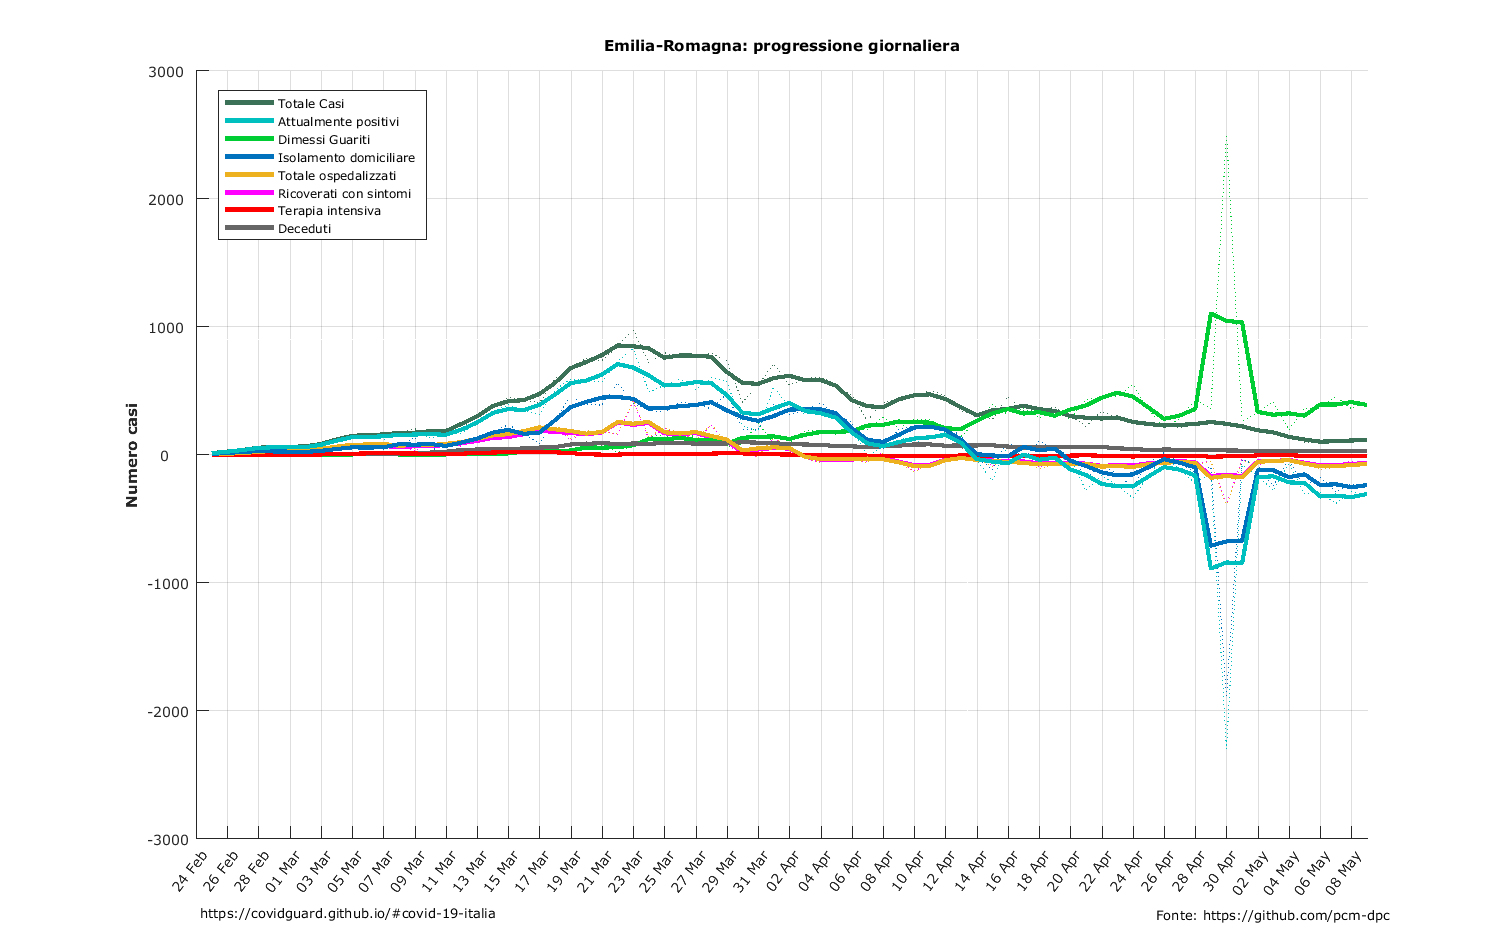 Emilia-Romagna: progressione giornaliera
3000
2000
1000
0
-1000
-2000
-3000
Numero casi
Totale Casi
Attualmente positivi
Dimessi Guariti
Isolamento domiciliare
Totale ospedalizzati
Ricoverati con sintomi
Terapia intensiva
Deceduti
24 Feb
26 Feb
28 Feb
01 Mar
03 Mar
05 Mar
07 Mar
09 Mar
11 Mar
13 Mar
15 Mar
17 Mar
19 Mar
21 Mar
23 Mar
25 Mar
27 Mar
29 Mar
31 Mar
02 Apr
04 Apr
06 Apr
08 Apr
10 Apr
12 Apr
14 Apr
16 Apr
18 Apr
20 Apr
22 Apr
24 Apr
26 Apr
28 Apr
30 Apr
02 May
04 May
06 May
08 May
https://covidguard.github.io/#covid-19-italia
Fonte: https://github.com/pcm-dpc